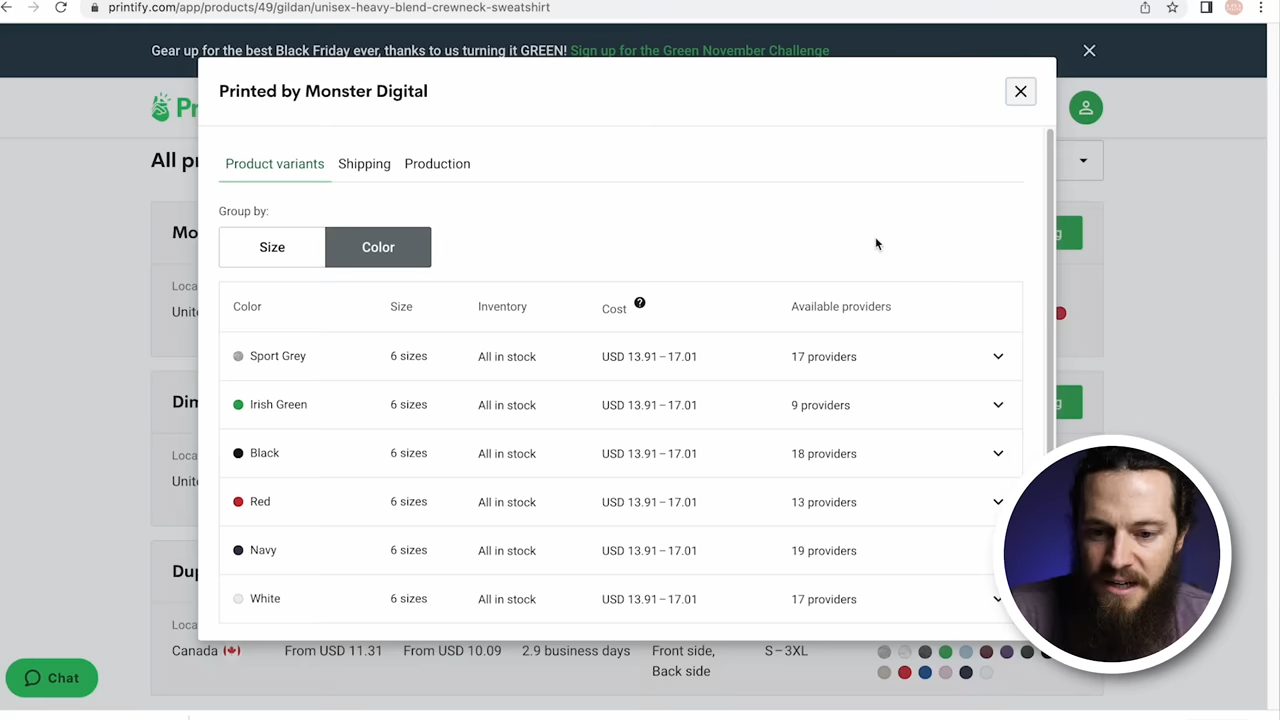 printify.com/app/products/49/gildan/unisex-heavy-blend-crewneck-sweatshirt
Gear up for the best Black Friday ever, thanks to us turning it GREEN! Sign up for the Green November Challenge
Printed by Monster Digital
Pr
All pr
Product variants Shipping Production
Group by:
Size Color
Mo
g
Loca
Unite
Color Size Inventory Cost ? Available providers
Sport Grey 6 sizes All in stock USD 13.91 – 17.01 17 providers
Irish Green 6 sizes All in stock USD 13.91 – 17.01 9 providers
Dim
g
Black 6 sizes All in stock USD 13.91 – 17.01 18 providers
Loca
Unite
Red 6 sizes All in stock USD 13.91 – 17.01 13 providers
Navy 6 sizes All in stock USD 13.91 – 17.01 19 providers
Dup
White 6 sizes All in stock USD 13.91 – 17.01 17 providers
Loca
Canada From USD 11.31 From USD 10.09 2.9 business days Front side, S – 3XL
Back side
Chat